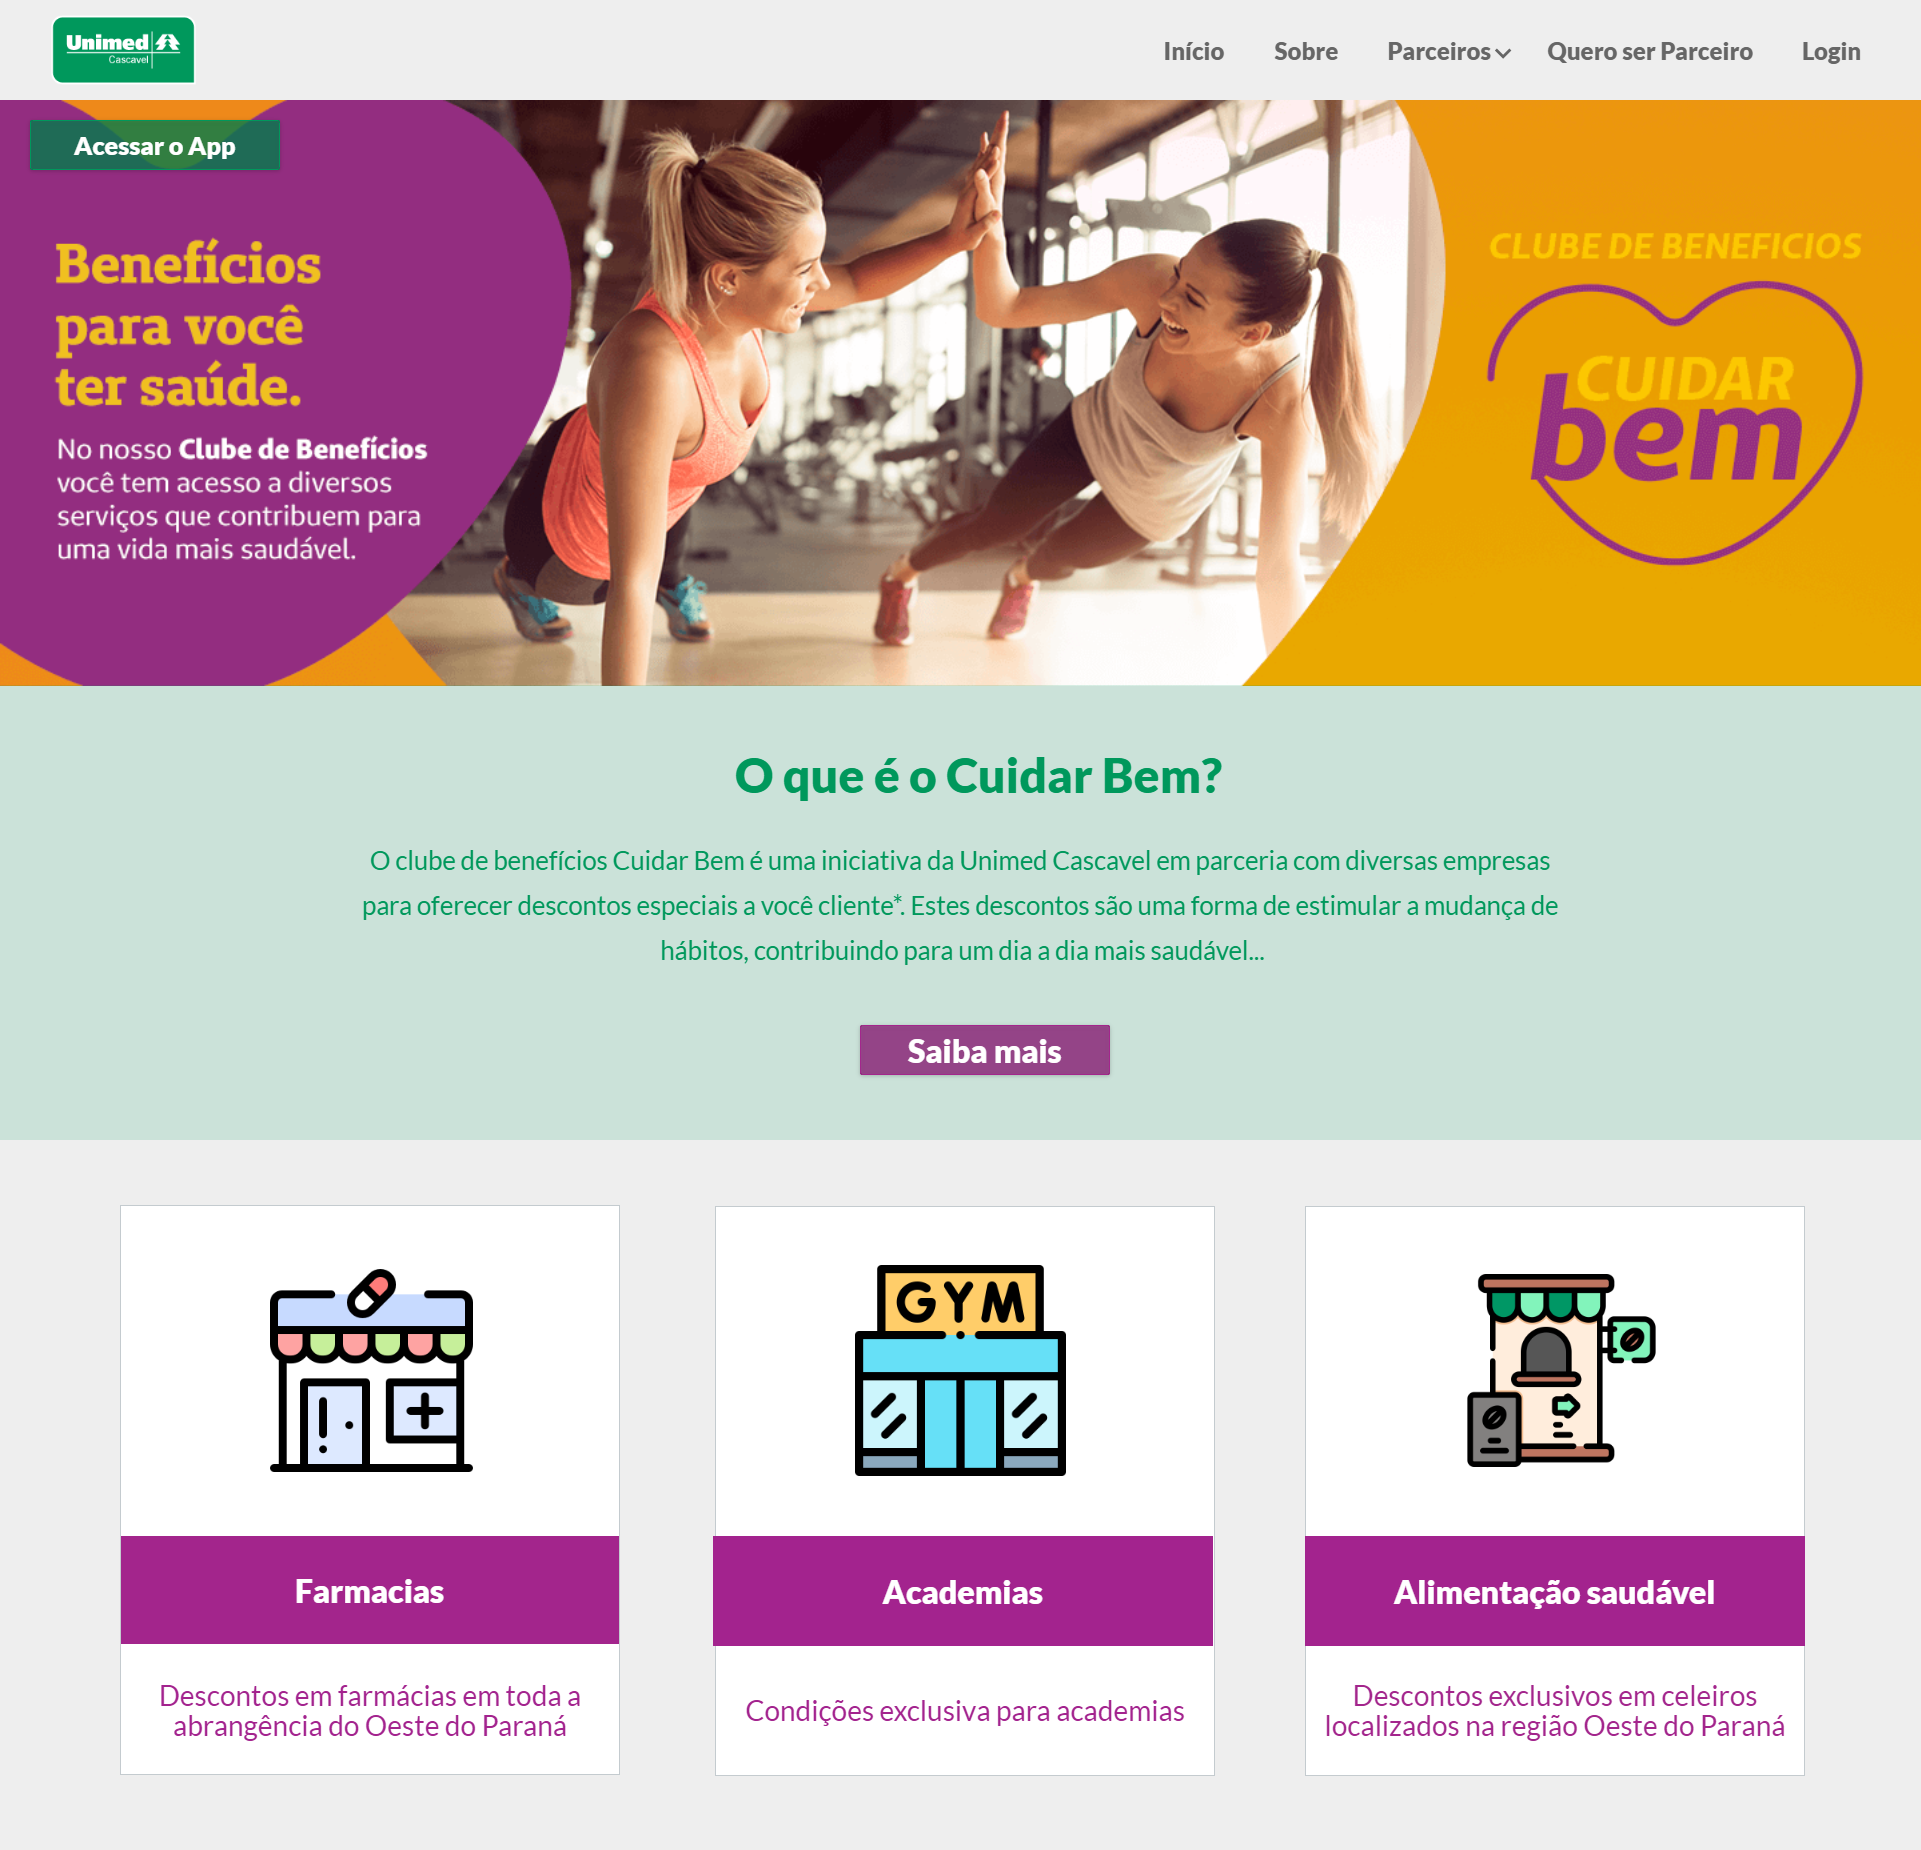 Unimed
Cascavel
Início
Sobre
Parceiros
Quero ser Parceiro
Login
Acessar o App
Benefícios
para você
ter saúde.
No nosso Clube de Benefícios
você tem acesso a diversos
serviços que contribuem para
uma vida mais saudável.
CLUBE DE BENEFICIOS
CUIDAR
bem
O que é o Cuidar Bem?
O clube de benefícios Cuidar Bem é uma iniciativa da Unimed Cascavel em parceria com diversas empresas
para oferecer descontos especiais a você cliente*. Estes descontos são uma forma de estimular a mudança de
hábitos, contribuindo para um dia a dia mais saudável...
Saiba mais
GYM
Farmacias
Academias
Alimentação saudável
Descontos em farmácias em toda a
abrangência do Oeste do Paraná
Condições exclusiva para academias
Descontos exclusivos em celeiros
localizados na região Oeste do Paraná